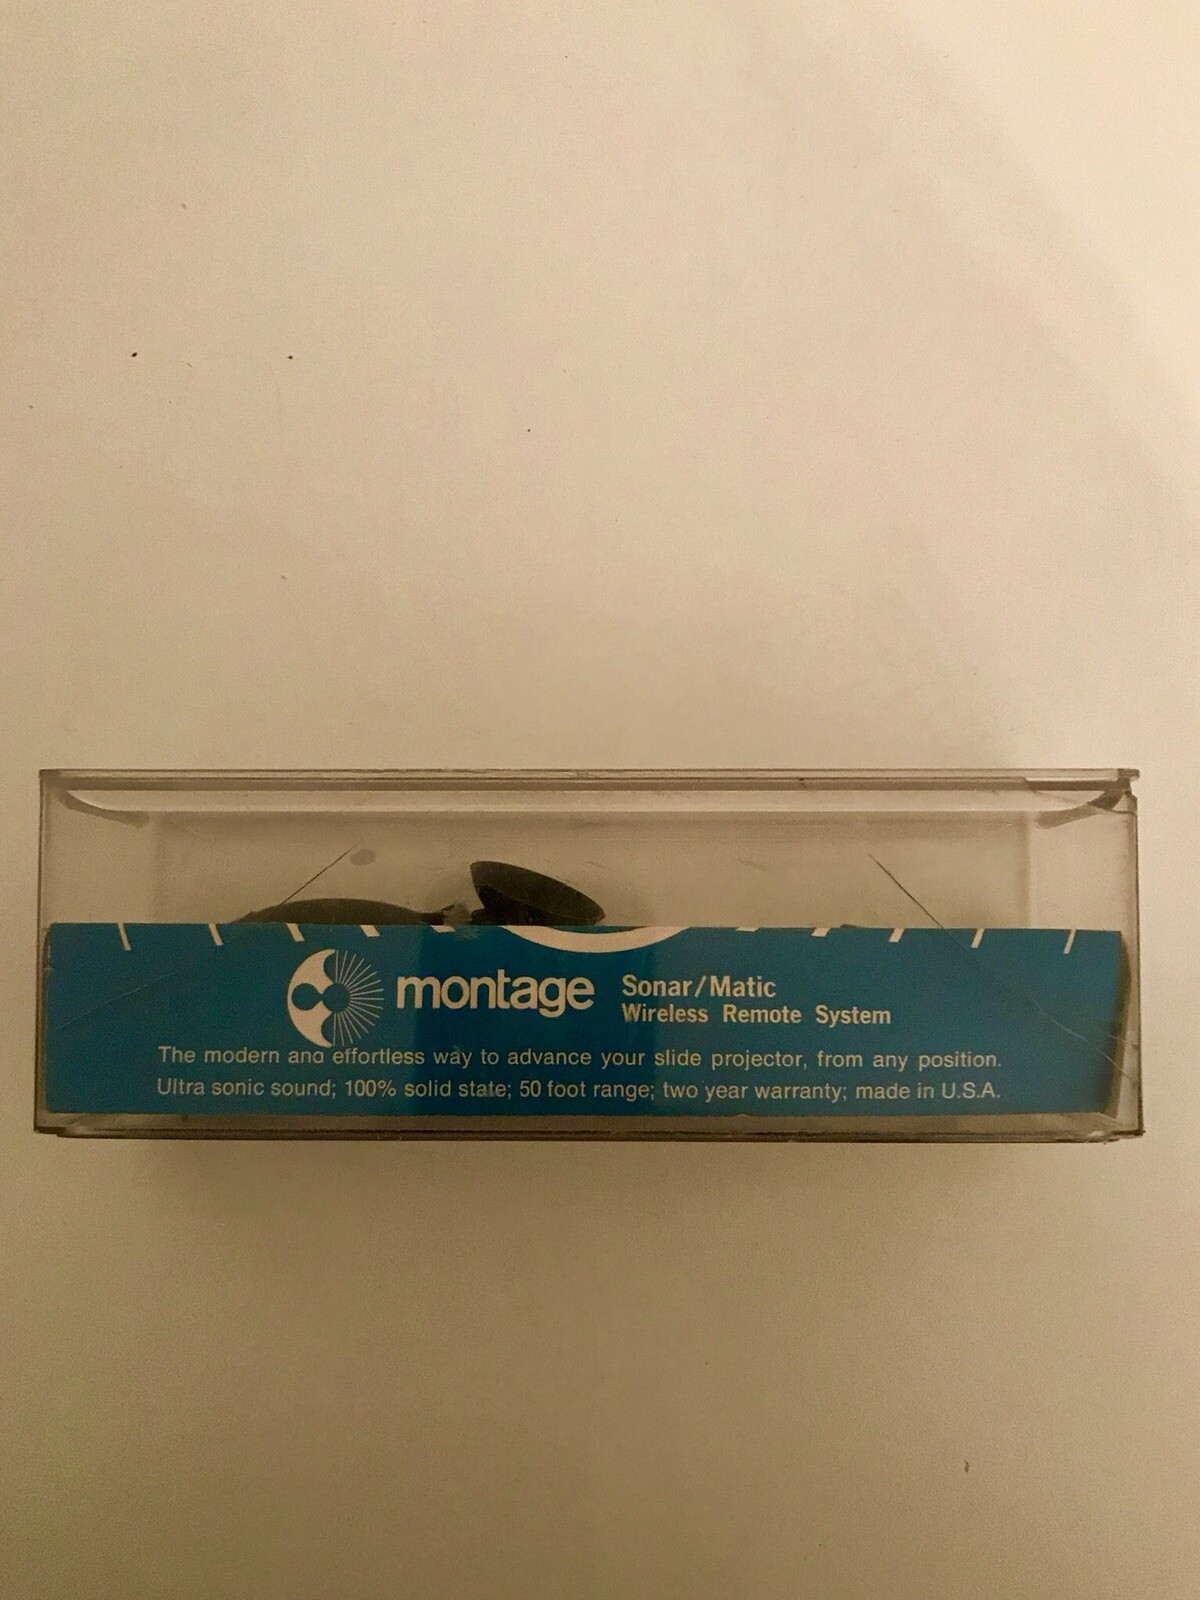 montage
Sonar/Matic
Wireless Remote System
The modern and effortless way to advance your slide projector, from any position.
Ultra sonic sound; 100% solid state; 50 foot range; two year warranty; made in U.S.A.